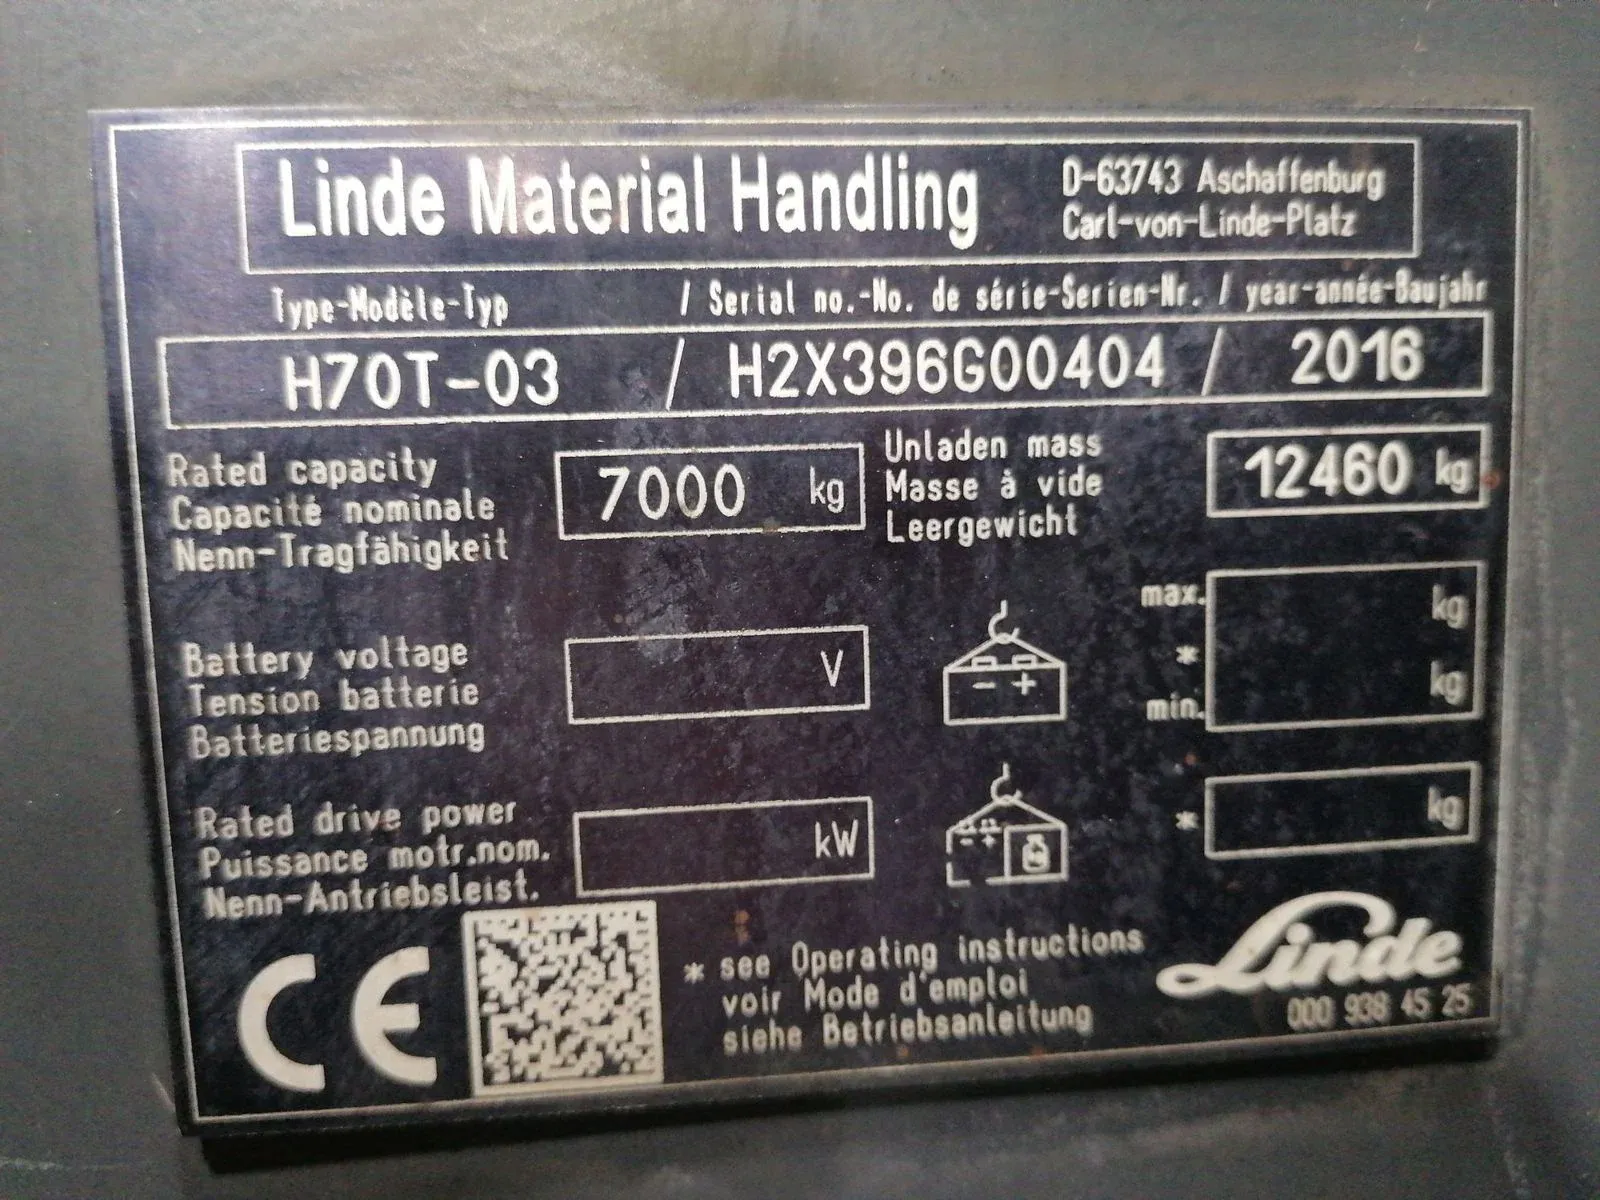 Linde Material Handling
D-63743 Aschaffenburg
Carl-von-Linde-Platz
Type-Modèle-Typ / Serial no.-No. de série-Serien-Nr. / year-année-Baujahr
H70T-03 / H2X396G00404 / 2016
Rated capacity
Capacité nominale
Nenn-Tragfähigkeit
7000 kg
Unladen mass
Masse à vide
Leergewicht
12460 kg
Battery voltage
Tension batterie
Batteriespannung
V
- +
max. kg
* kg
min.
Rated drive power
Puissance motr.nom.
Nenn-Antriebsleist.
kW
- +
kg
* kg
CE
* see Operating instructions
voir Mode d'emploi
siehe Betriebsanleitung
Linde
000 938 45 25